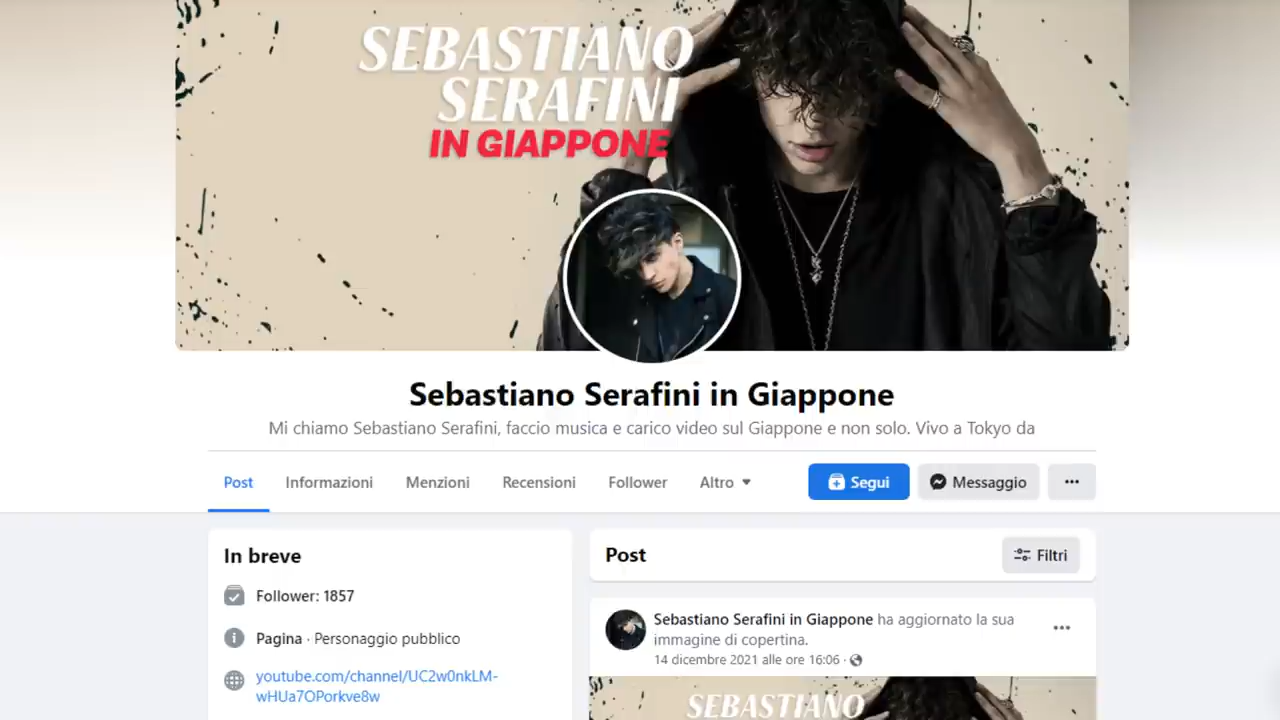 SEBASTIANO
SERAFINI
IN GIAPPONE
Sebastiano Serafini in Giappone
Mi chiamo Sebastiano Serafini, faccio musica e carico video sul Giappone e non solo. Vivo a Tokyo da
Post
Informazioni
Menzioni
Recensioni
Follower
Altro
Segui
Messaggio
In breve
Follower: 1857
Pagina · Personaggio pubblico
youtube.com/channel/UC2w0nkLM-
wHUa7OPorkve8w
Post
Filtri
Sebastiano Serafini in Giappone ha aggiornato la sua
immagine di copertina.
14 dicembre 2021 alle ore 16:06 ·
SEBASTIANO